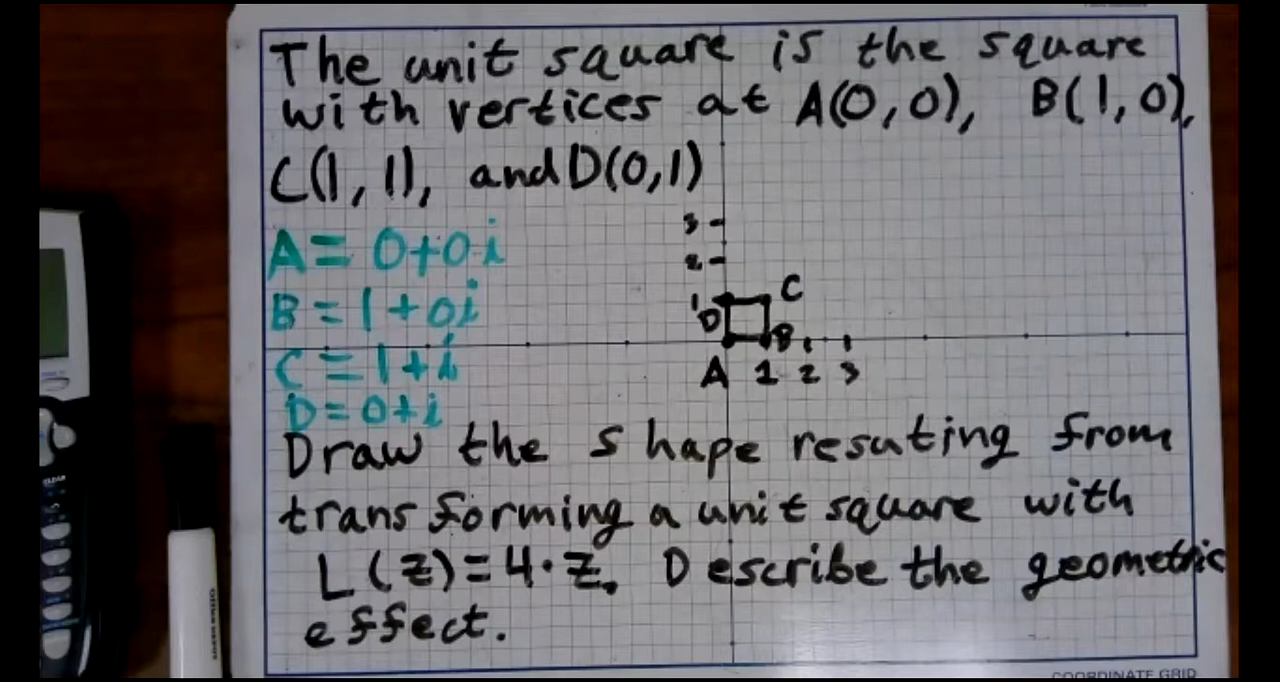 The unit square is the square
with vertices at A(0,0), B(1,0),
C(1,1), and D(0,1)
A = 0+0i
B = 1+0i
C = 1+i
D = 0+i
3
2
1 C
D B
A 1 2 3
Draw the shape resuting from
transforming a unit square with
L(z)=4·z. Describe the geometric
effect.
COORDINATE GRID